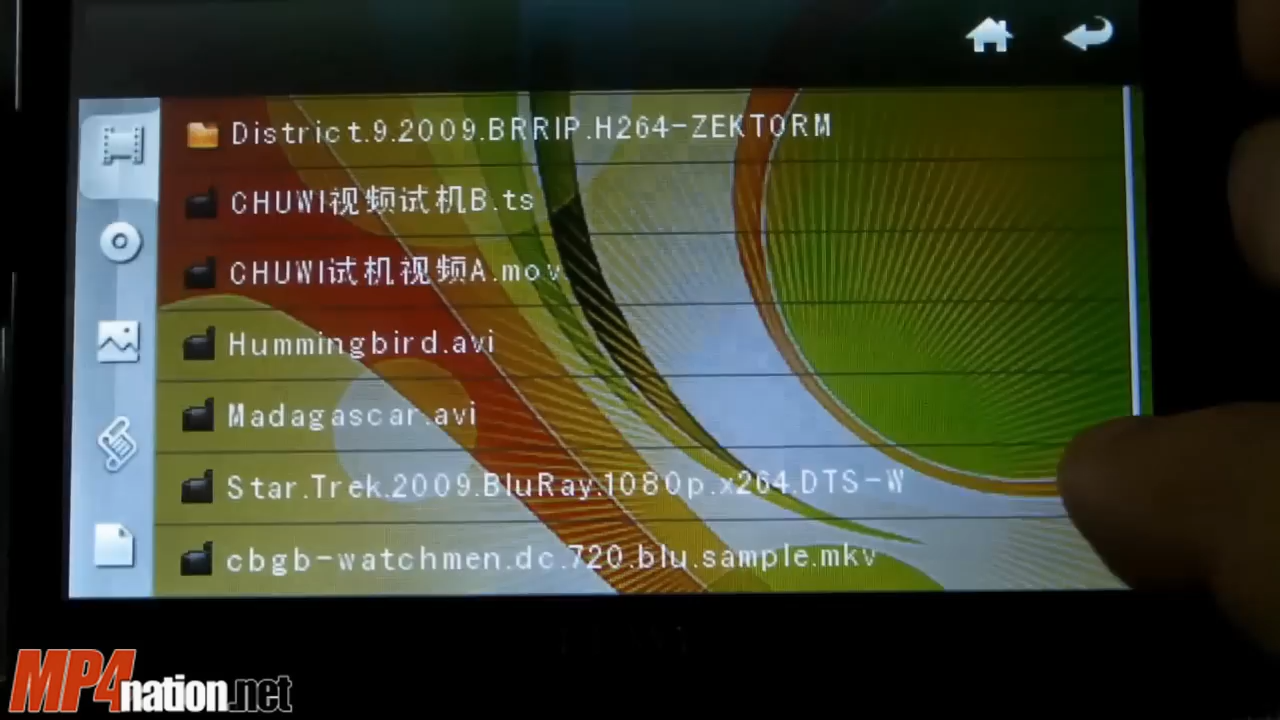 District.9.2009.BRRIP.H264-ZEKTORM
CHUWI视频试机B.ts
CHUWI试机视频A.mov
Hummingbird.avi
Madagascar.avi
Star.Trek.2009.BluRay.1080p.x264.DTS-W
cbgb-watchmen.dc.720.blu.sample.mkv
MP4nation.net